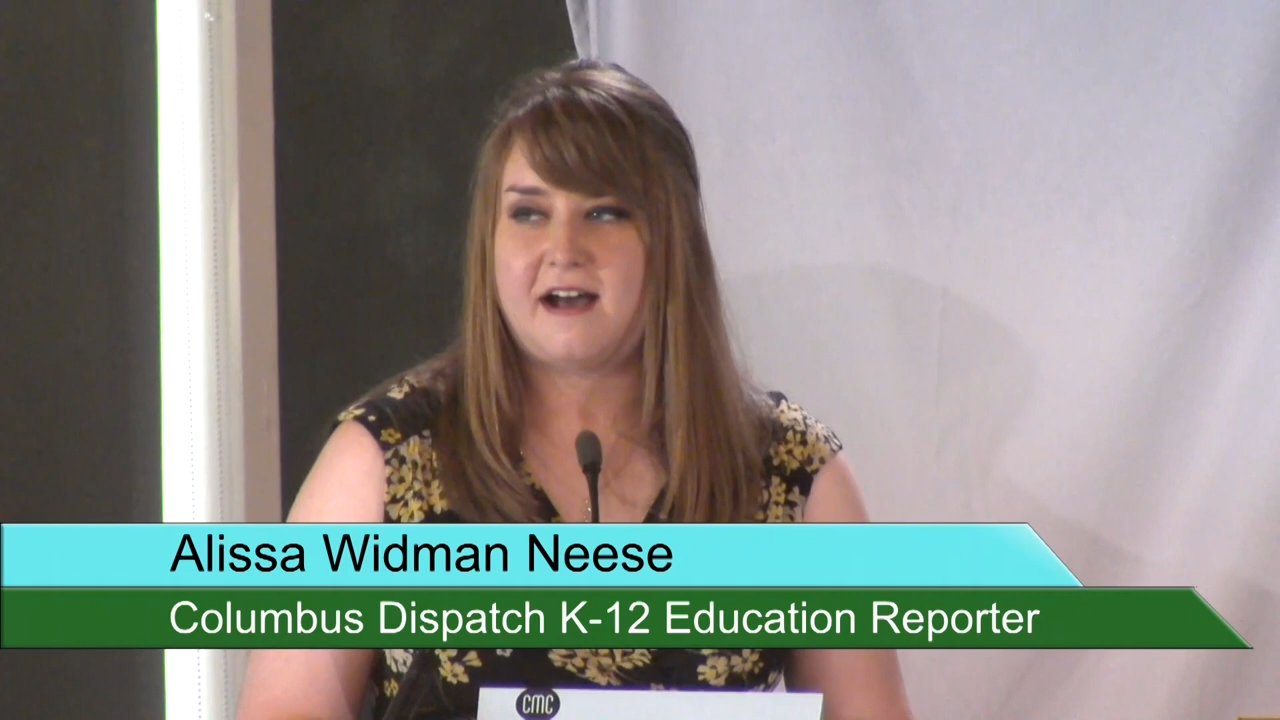 Alissa Widman Neese
Columbus Dispatch K-12 Education Reporter
CMC